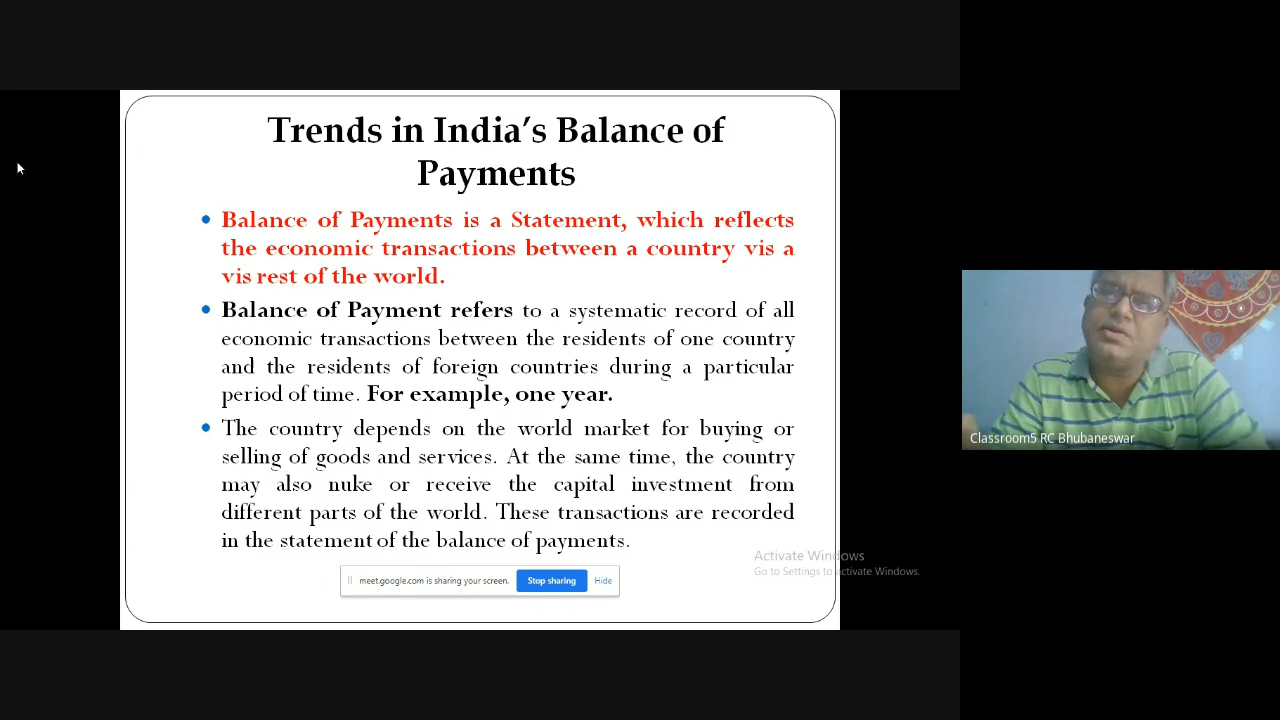 Trends in India’s Balance of
Payments
Balance of Payments is a Statement, which reflects
the economic transactions between a country vis a
vis rest of the world.
Balance of Payment refers to a systematic record of all
economic transactions between the residents of one country
and the residents of foreign countries during a particular
period of time. For example, one year.
The country depends on the world market for buying or
selling of goods and services. At the same time, the country
may also nuke or receive the capital investment from
different parts of the world. These transactions are recorded
in the statement of the balance of payments.
meet.google.com is sharing your screen. Stop sharing Hide
Activate Windows
Go to Settings to activate Windows.
Classroom5 RC Bhubaneswar